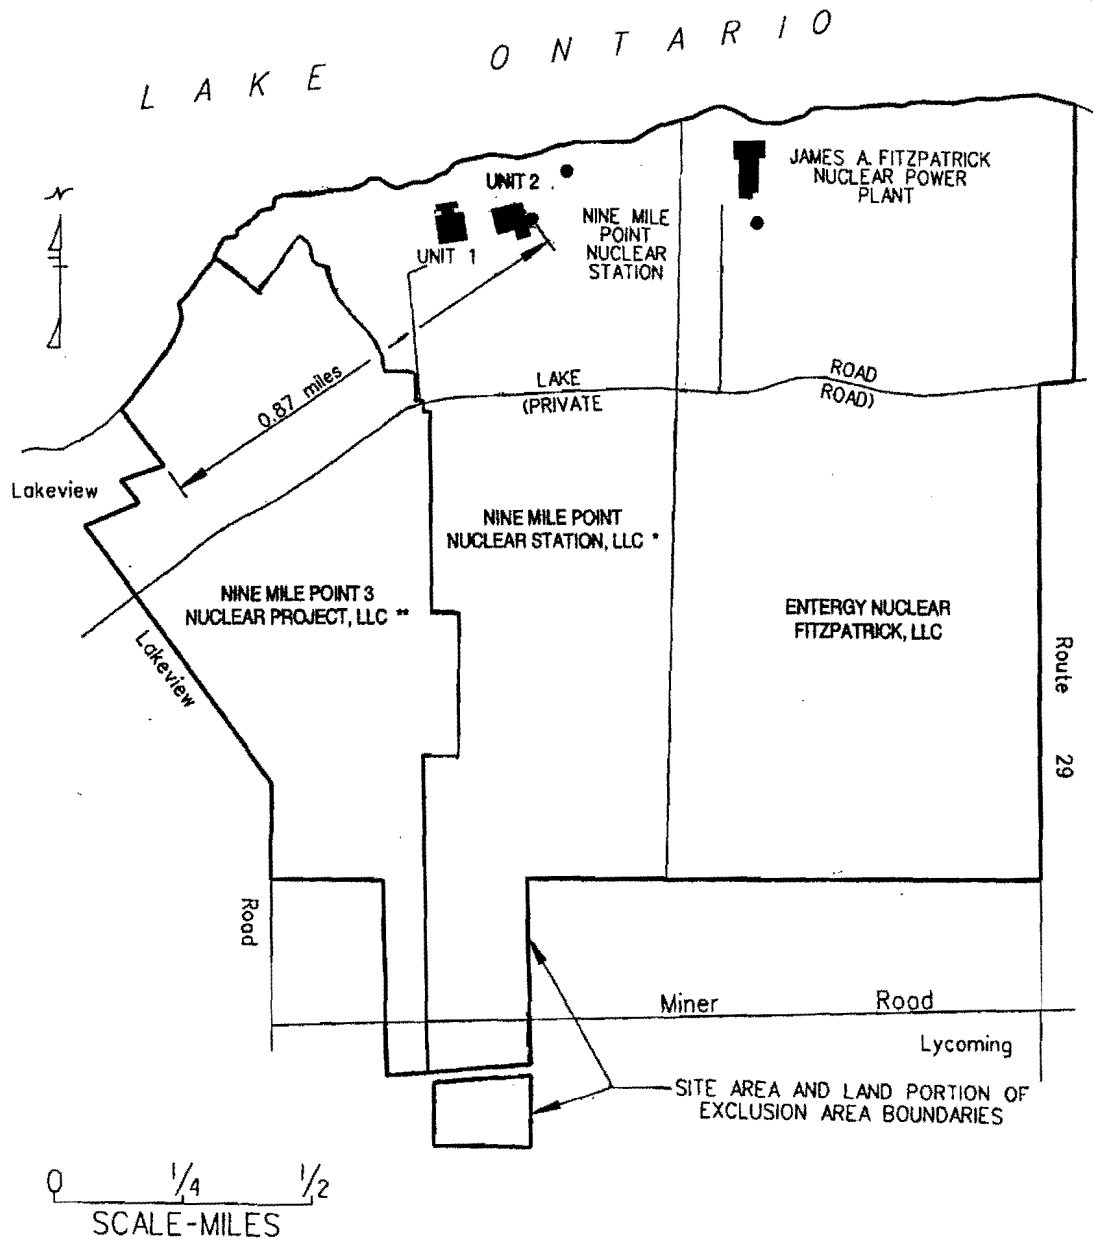 LAKE ONTARIO
N
JAMES A. FITZPATRICK
NUCLEAR POWER
PLANT
UNIT 2
UNIT 1
NINE MILE
POINT
NUCLEAR
STATION
0.87 miles
LAKE ROAD
(PRIVATE ROAD)
Lakeview
NINE MILE POINT
NUCLEAR STATION, LLC *
NINE MILE POINT 3
NUCLEAR PROJECT, LLC **
ENTERGY NUCLEAR
FITZPATRICK, LLC
Lakeview
Road
Route 29
Miner Road
Lycoming
SITE AREA AND LAND PORTION OF
EXCLUSION AREA BOUNDARIES
0 1/4 1/2
SCALE-MILES